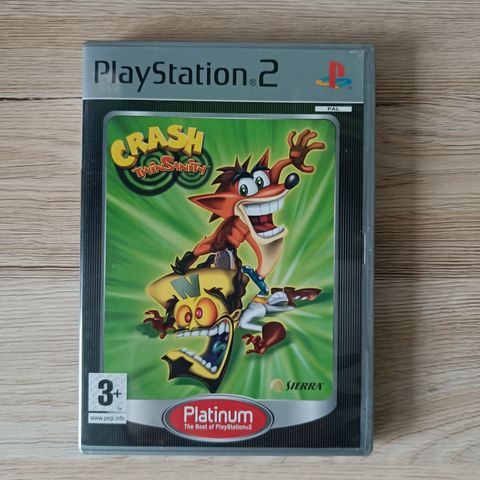 PlayStation®2
PAL
CRASH
TWINSANITY
N
SIERRA
3+
www.pegi.info
Platinum
The Best of PlayStation®2